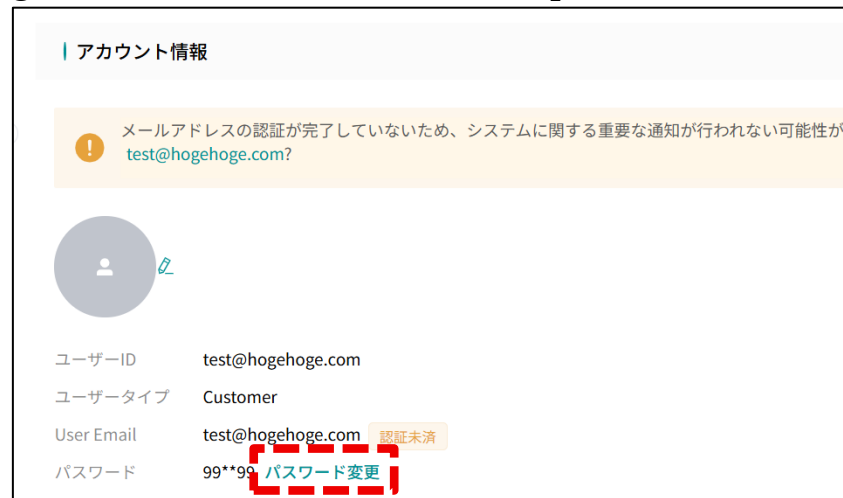 アカウント情報
メールアドレスの認証が完了していないため、システムに関する重要な通知が行われない可能性が
test@hogehoge.com?
ユーザーID test@hogehoge.com
ユーザータイプ Customer
User Email test@hogehoge.com 認証未済
パスワード 99**99 パスワード変更